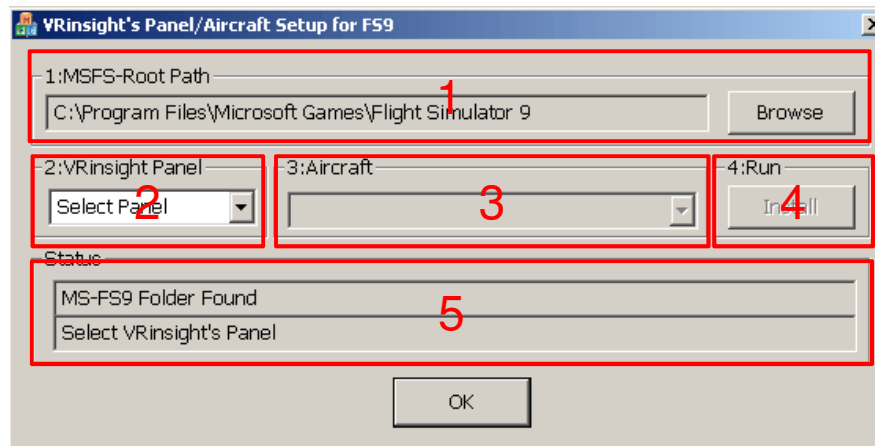 VRinsight's Panel/Aircraft Setup for FS9
1:MSFS-Root Path
C:\Program Files\Microsoft Games\Flight Simulator 9
1
Browse
2:VRinsight Panel
3:Aircraft
4:Run
Select Panel
2
3
Install
4
Status
MS-FS9 Folder Found
5
Select VRinsight's Panel
OK